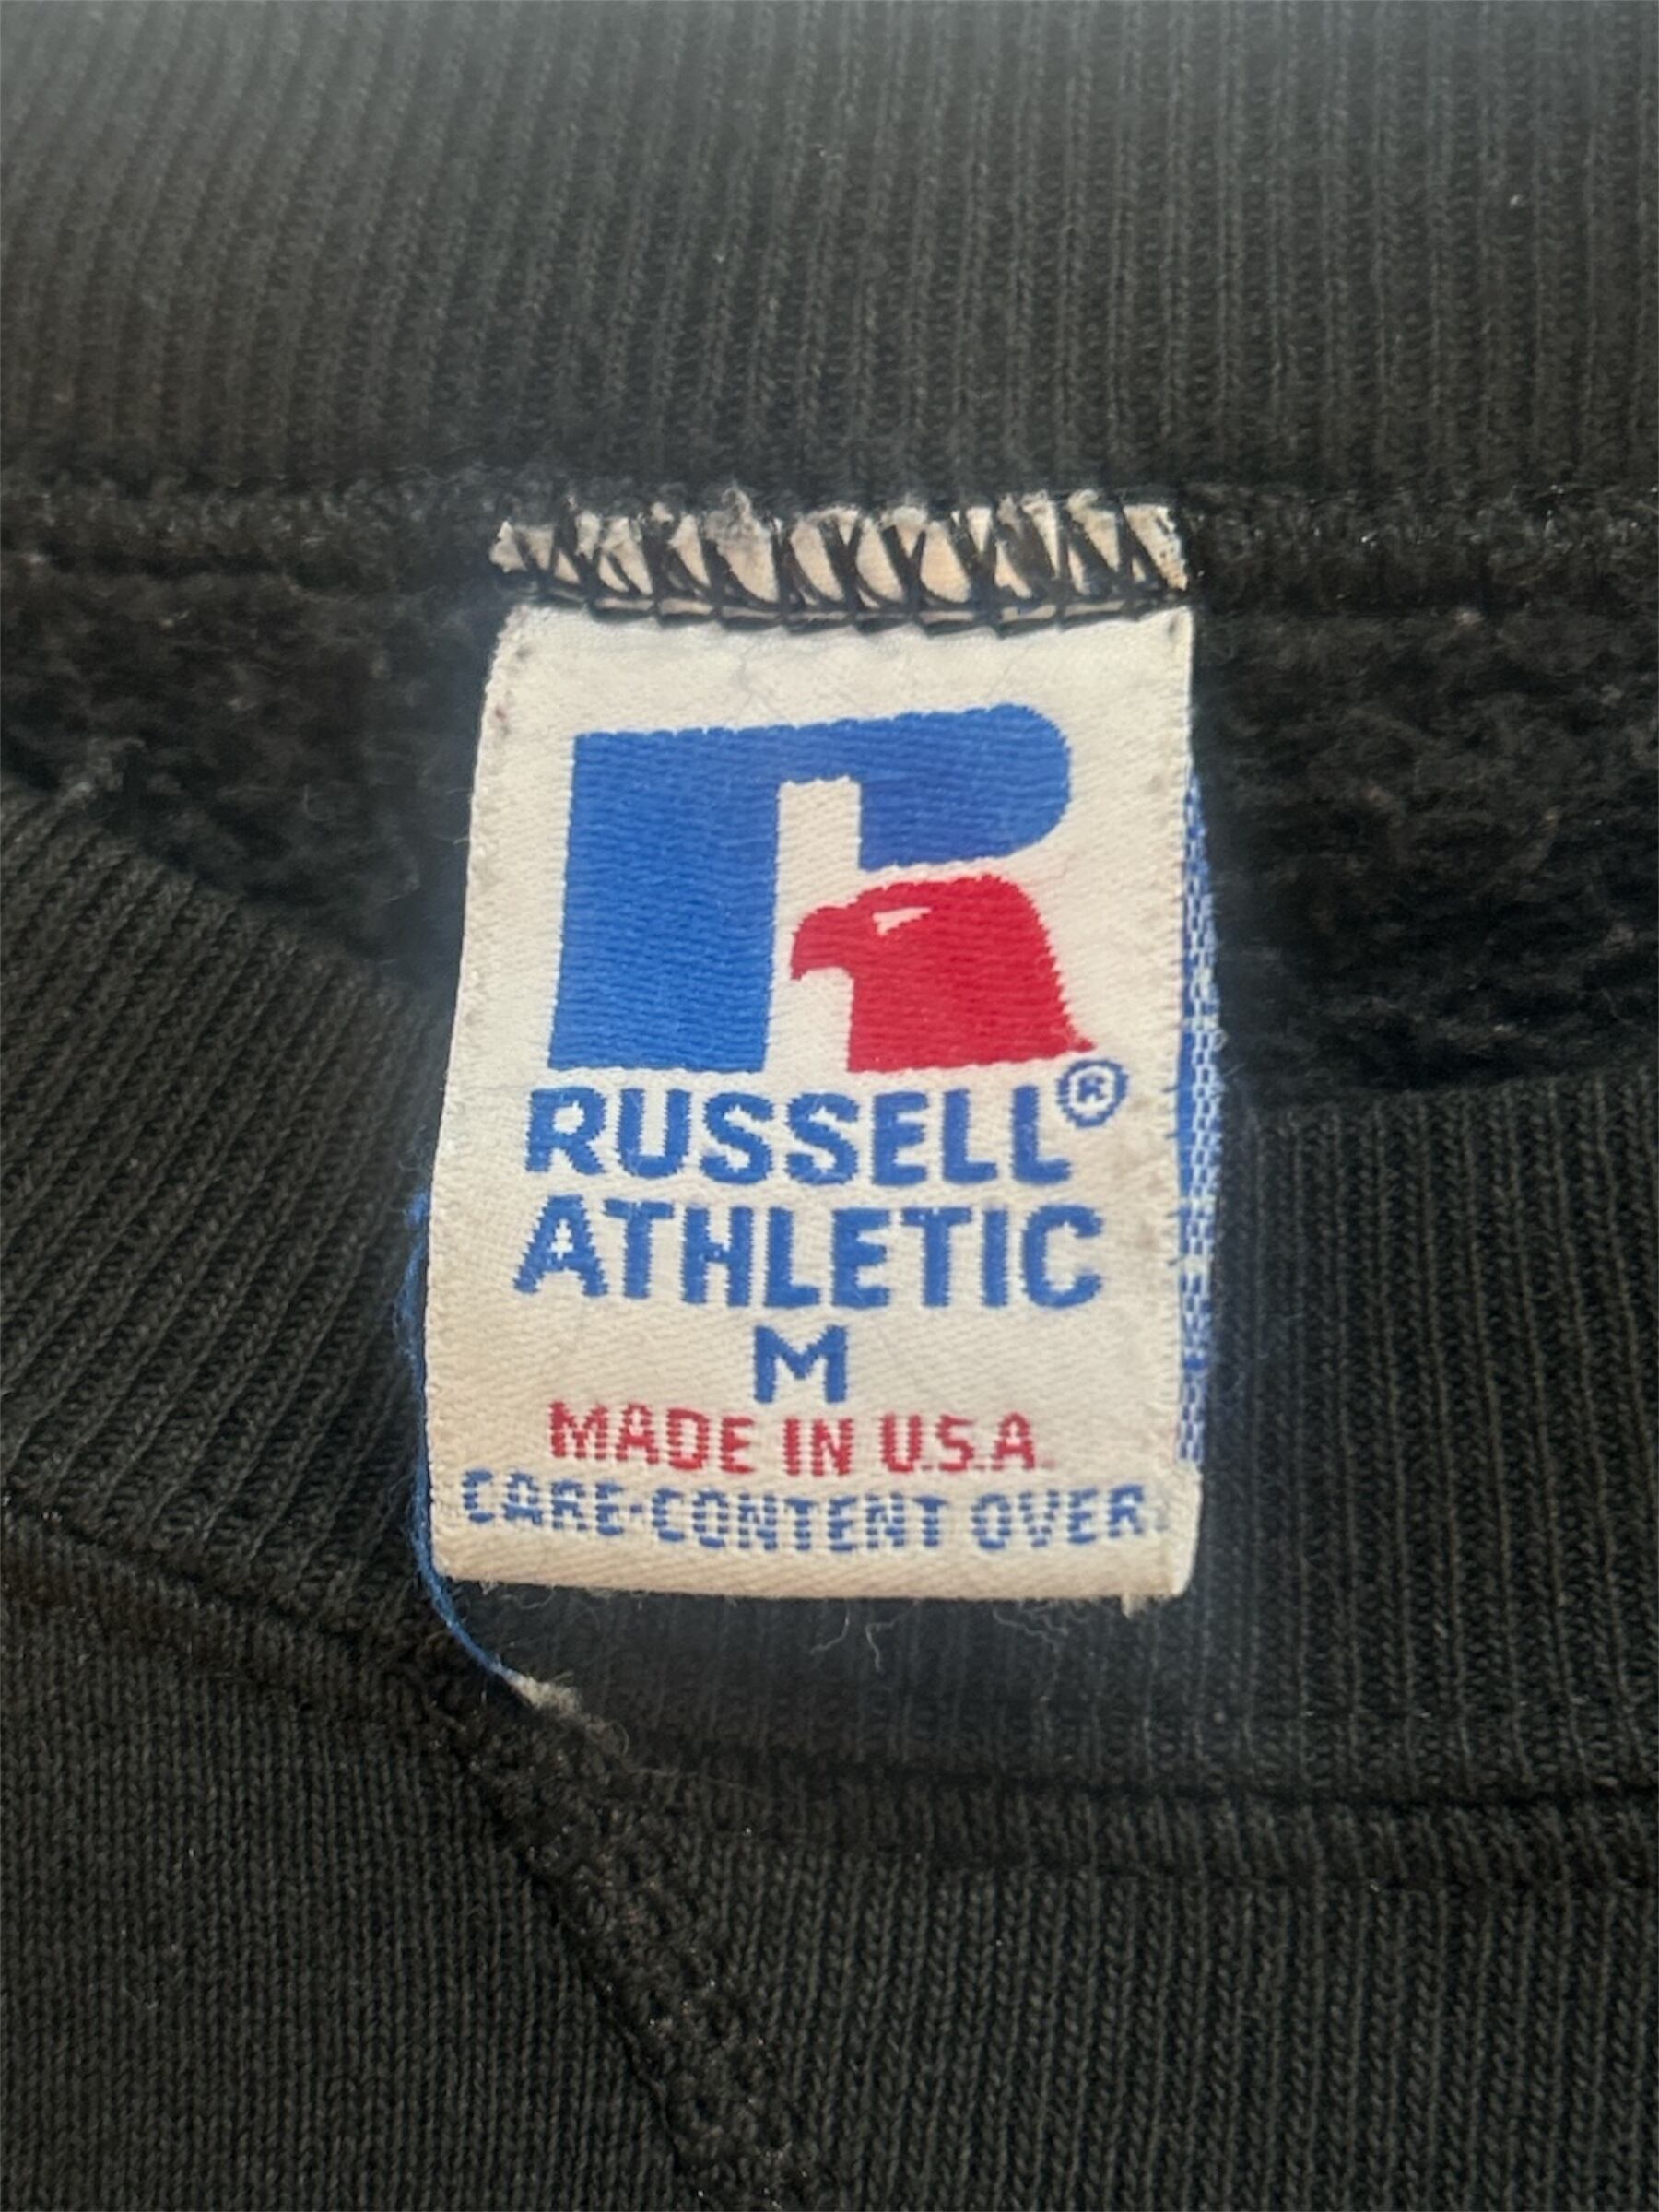 RUSSELL®
ATHLETIC
M
MADE IN U.S.A.
CARE-CONTENT OVER